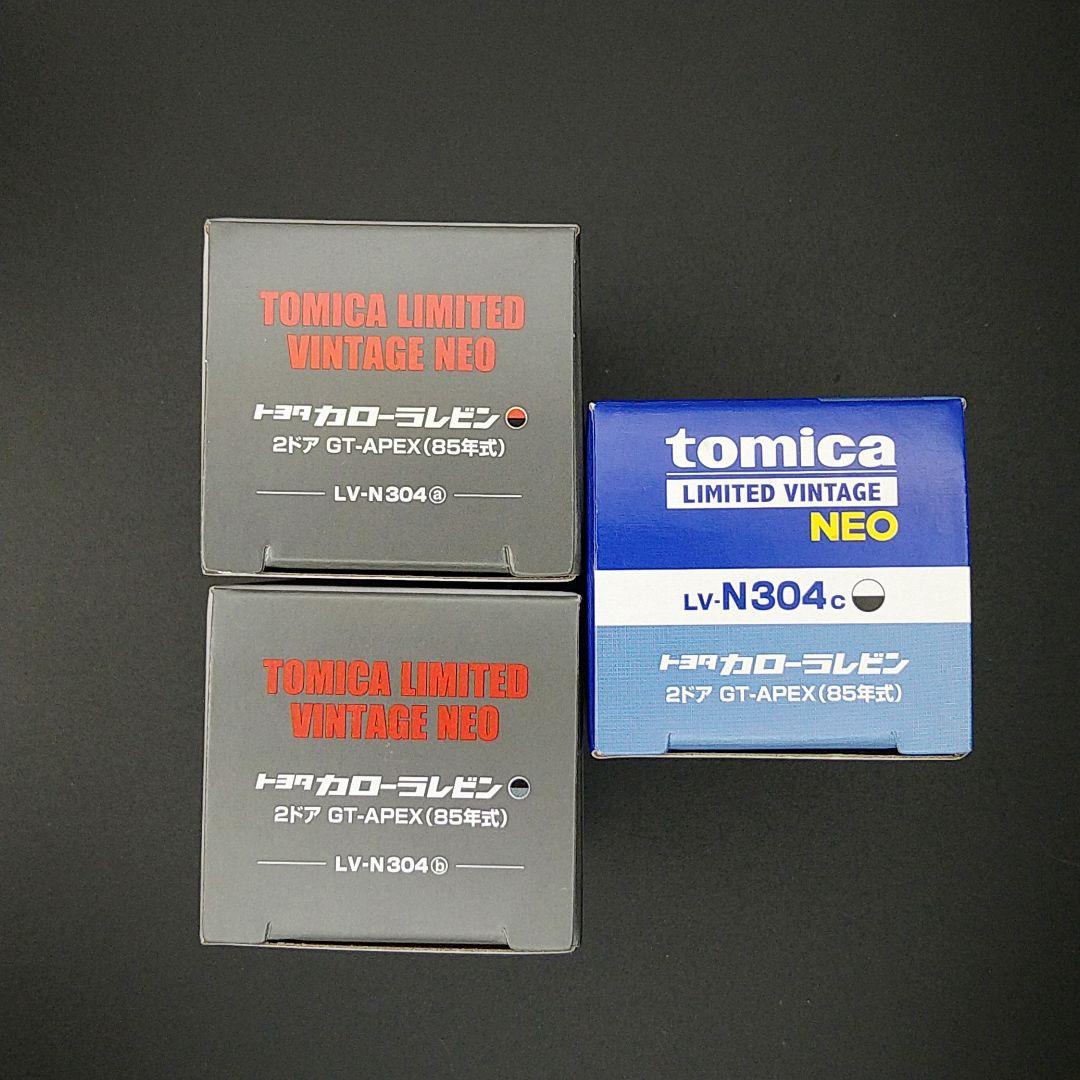 TOMICA LIMITED
VINTAGE NEO
トヨタ カローラレビン
2ドア GT-APEX(85年式)
LV-N304ⓐ
TOMICA LIMITED
VINTAGE NEO
トヨタ カローラレビン
2ドア GT-APEX(85年式)
LV-N304ⓑ
tomica
LIMITED VINTAGE
NEO
LV-N304c
トヨタ カローラレビン
2ドア GT-APEX(85年式)